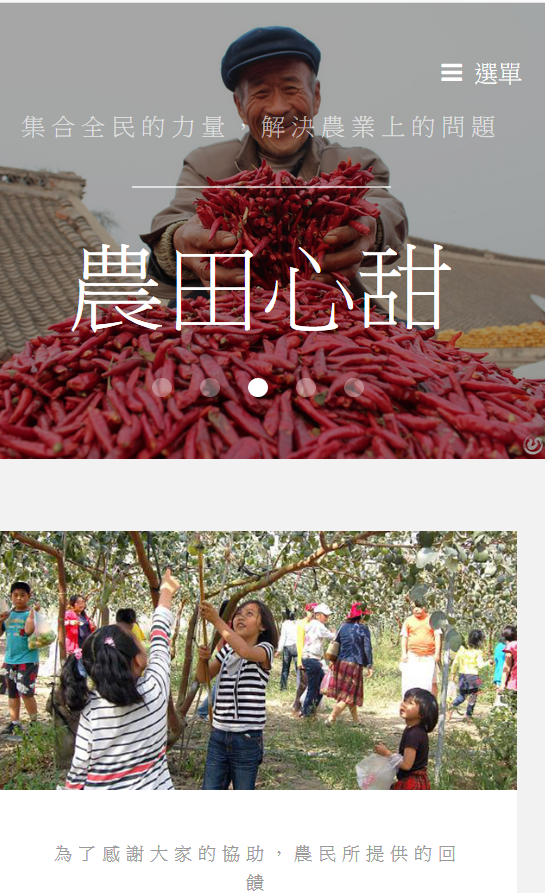 選單
集合全民的力量，解決農業上的問題
農田心甜
為了感謝大家的協助，農民所提供的回
饋